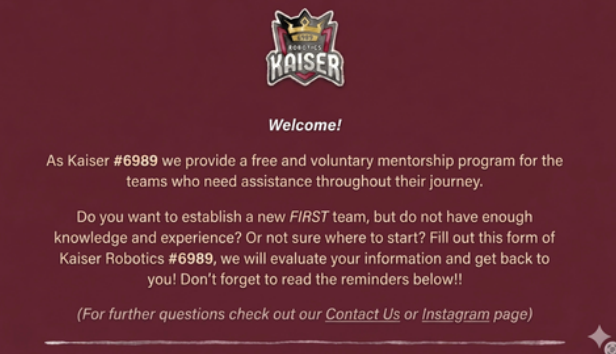 6989
ROBOTICS
KAISER
Welcome!
As Kaiser #6989 we provide a free and voluntary mentorship program for the
teams who need assistance throughout their journey.
Do you want to establish a new FIRST team, but do not have enough
knowledge and experience? Or not sure where to start? Fill out this form of
Kaiser Robotics #6989, we will evaluate your information and get back to
you! Don't forget to read the reminders below!!
(For further questions check out our Contact Us or Instagram page)